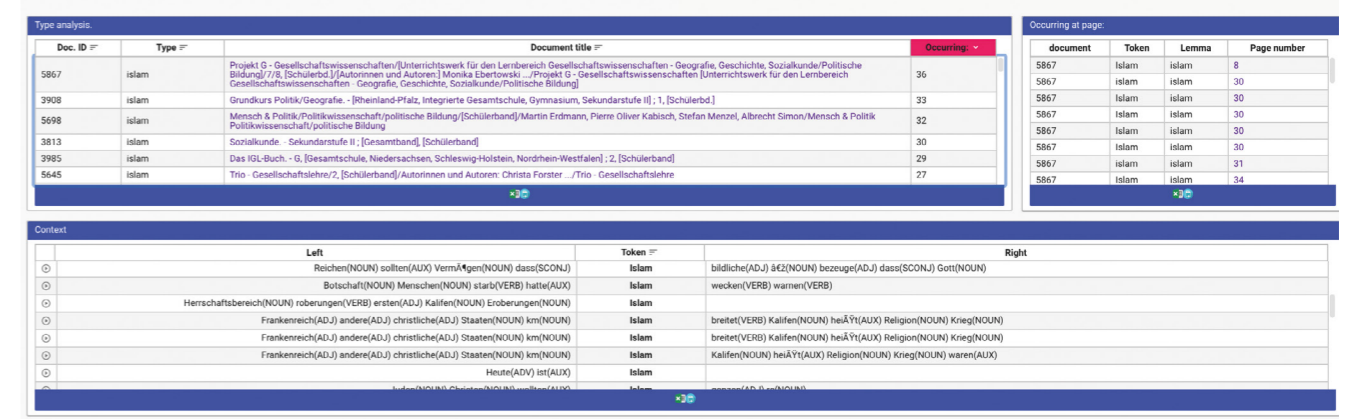 Type analysis.
Doc. ID Type Document title Occurring:
5867 islam Projekt G - Gesellschaftswissenschaften/[Unterrichtswerk für den Lernbereich Gesellschaftswissenschaften - Geografie, Geschichte, Sozialkunde/Politische
Bildung]/7/8, [Schülerbd.]/[Autorinnen und Autoren:] Monika Ebertowski .../Projekt G - Gesellschaftswissenschaften [Unterrichtswerk für den Lernbereich
Gesellschaftswissenschaften - Geografie, Geschichte, Sozialkunde/Politische Bildung] 36
3908 islam Grundkurs Politik/Geografie. - [Rheinland-Pfalz, Integrierte Gesamtschule, Gymnasium, Sekundarstufe II] ; 1, [Schülerbd.] 33
5698 islam Mensch & Politik/Politikwissenschaft/politische Bildung/[Schülerband]/Martin Erdmann, Pierre Oliver Kabisch, Stefan Menzel, Albrecht Simon/Mensch & Politik
Politikwissenschaft/politische Bildung 32
3813 islam Sozialkunde. - Sekundarstufe II ; [Gesamtband], [Schülerband] 30
3985 islam Das IGL-Buch. - G, [Gesamtschule, Niedersachsen, Schleswig-Holstein, Nordrhein-Westfalen] ; 2, [Schülerband] 29
5645 islam Trio - Gesellschaftslehre/2, [Schülerband]/Autorinnen und Autoren: Christa Forster .../Trio - Gesellschaftslehre 27
Occurring at page:
document Token Lemma Page number
5867 Islam islam 8
5867 Islam islam 30
5867 Islam islam 30
5867 Islam islam 30
5867 Islam islam 30
5867 Islam islam 30
5867 Islam islam 31
5867 Islam islam 34
Context
Left Token Right
Reichen(NOUN) sollten(AUX) VermÃ¶gen(NOUN) dass(SCONJ) Islam bildliche(ADJ) â€ž(NOUN) bezeuge(ADJ) dass(SCONJ) Gott(NOUN)
Botschaft(NOUN) Menschen(NOUN) starb(VERB) hatte(AUX) Islam wecken(VERB) warnen(VERB)
Herrschaftsbereich(NOUN) roberungen(VERB) ersten(ADJ) Kalifen(NOUN) Eroberungen(NOUN) Islam
Frankenreich(ADJ) andere(ADJ) christliche(ADJ) Staaten(NOUN) km(NOUN) Islam breitet(VERB) Kalifen(NOUN) heiÃŸt(AUX) Religion(NOUN) Krieg(NOUN)
Frankenreich(ADJ) andere(ADJ) christliche(ADJ) Staaten(NOUN) km(NOUN) Islam breitet(VERB) Kalifen(NOUN) heiÃŸt(AUX) Religion(NOUN) Krieg(NOUN)
Frankenreich(ADJ) andere(ADJ) christliche(ADJ) Staaten(NOUN) km(NOUN) Islam Kalifen(NOUN) heiÃŸt(AUX) Religion(NOUN) Krieg(NOUN) waren(AUX)
Heute(ADV) ist(AUX) Islam
Juden(NOUN) Christen(NOUN) wollten(AUX) Islam